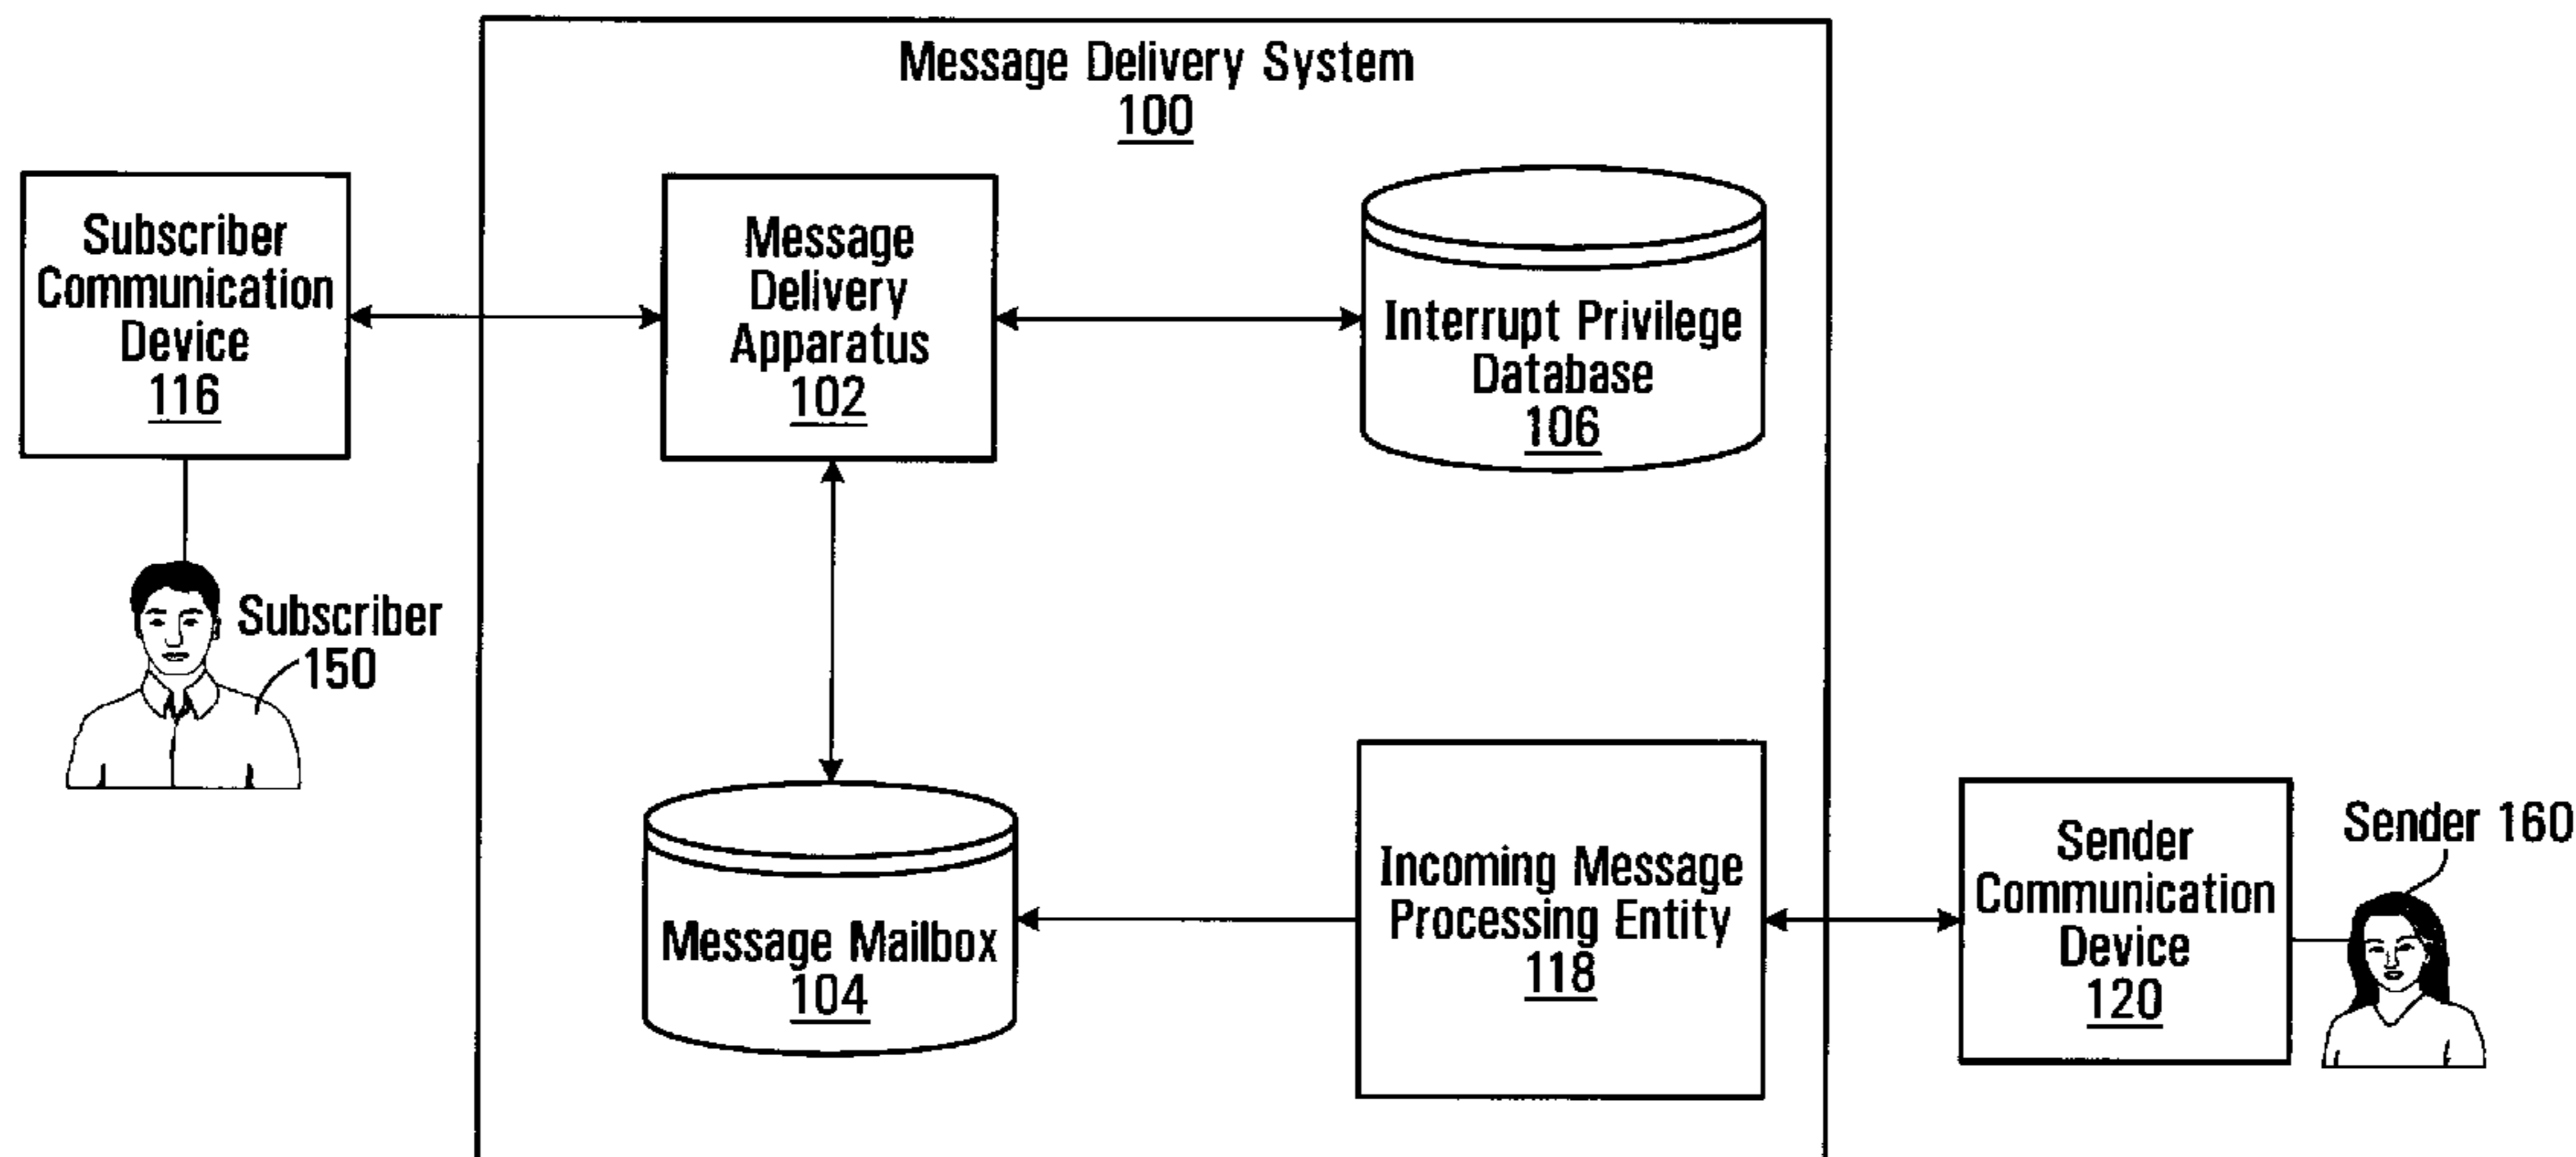 Message Delivery System
100
Subscriber
Communication
Device
116
Message
Delivery
Apparatus
102
Interrupt Privilege
Database
106
Subscriber
150
Message Mailbox
104
Incoming Message
Processing Entity
118
Sender
Communication
Device
120
Sender 160